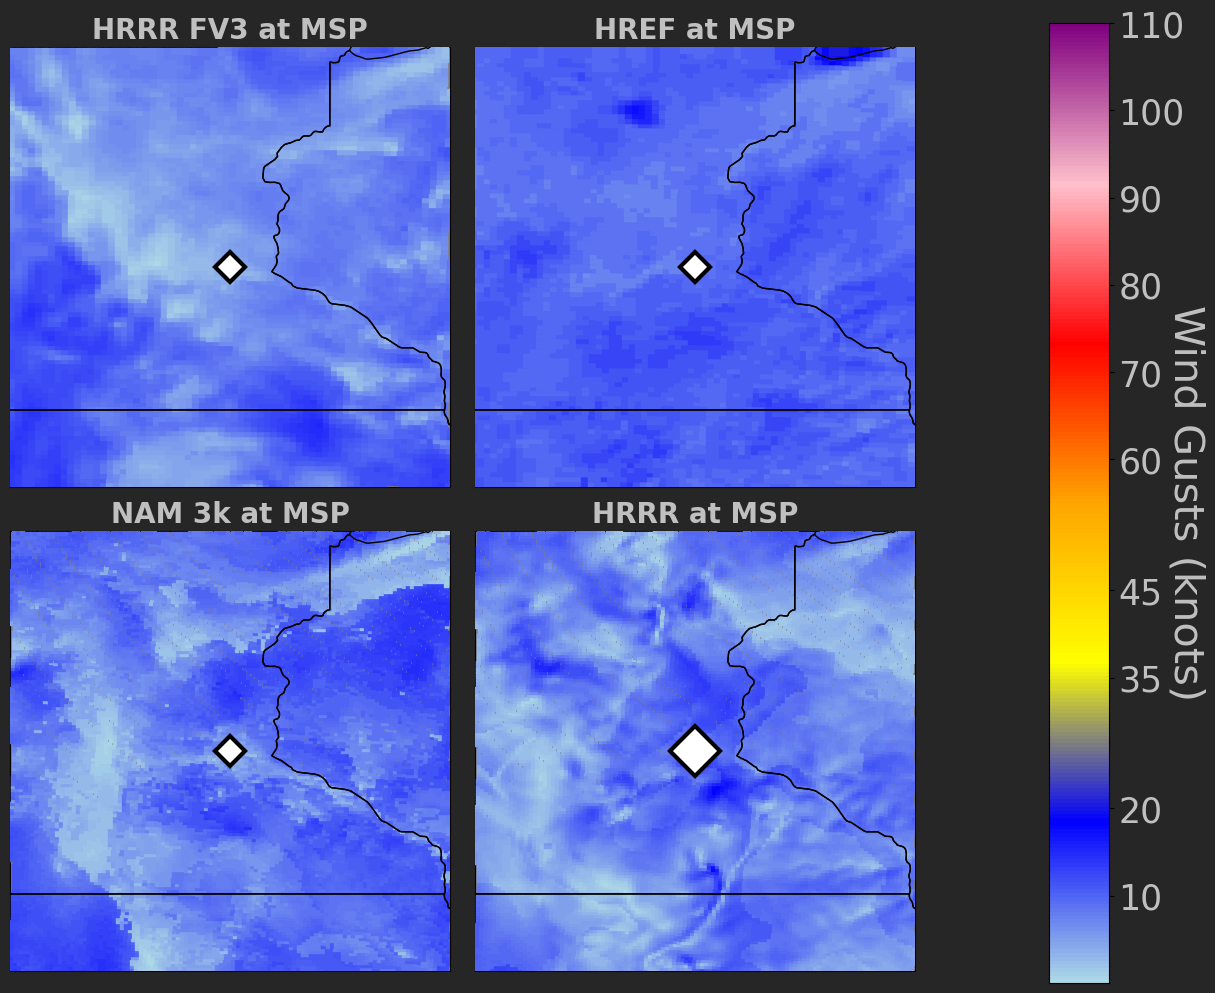 HRRR FV3 at MSP
HREF at MSP
NAM 3k at MSP
HRRR at MSP
110
100
90
80
70
60
45
35
20
10
Wind Gusts (knots)